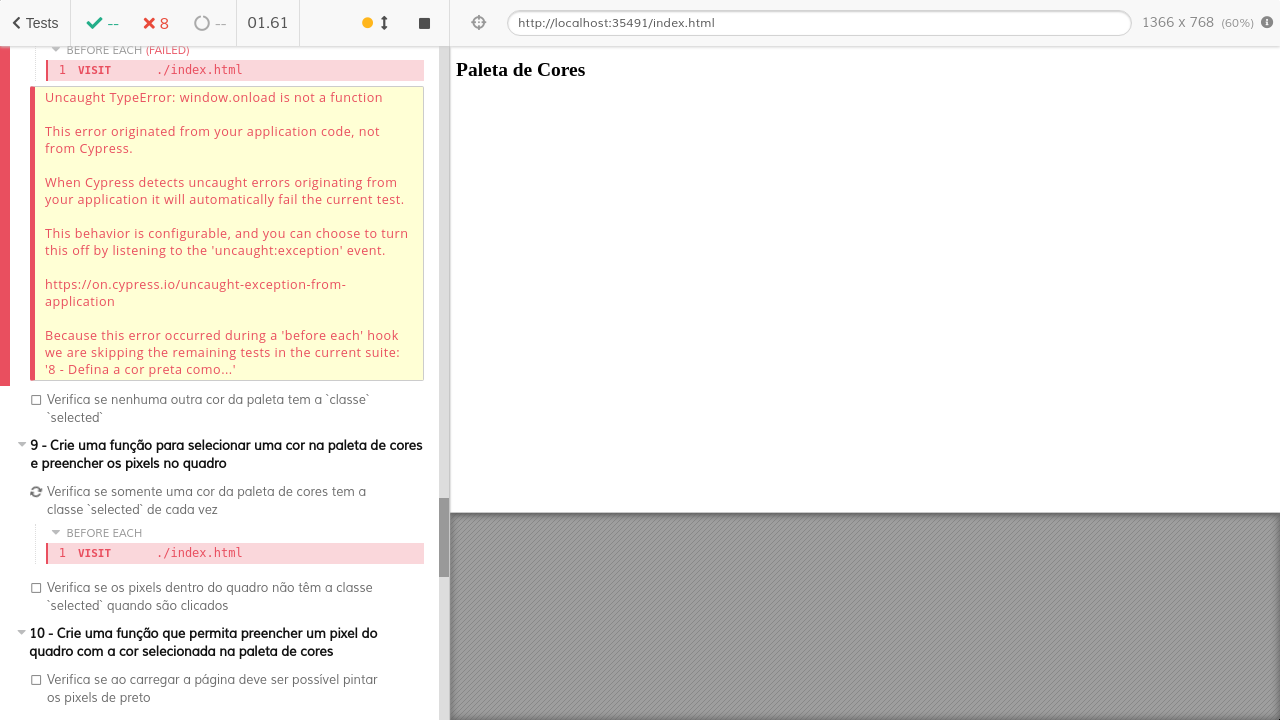 Tests
--
8
--
01.61
http://localhost:35491/index.html
1366 x 768 (60%)
BEFORE EACH (FAILED)
1 VISIT ./index.html
Uncaught TypeError: window.onload is not a function
This error originated from your application code, not
from Cypress.
When Cypress detects uncaught errors originating from
your application it will automatically fail the current test.
This behavior is configurable, and you can choose to turn
this off by listening to the 'uncaught:exception' event.
https://on.cypress.io/uncaught-exception-from-
application
Because this error occurred during a 'before each' hook
we are skipping the remaining tests in the current suite:
'8 - Defina a cor preta como...'
Verifica se nenhuma outra cor da paleta tem a `classe`
`selected`
9 - Crie uma função para selecionar uma cor na paleta de cores
e preencher os pixels no quadro
Verifica se somente uma cor da paleta de cores tem a
classe `selected` de cada vez
BEFORE EACH
1 VISIT ./index.html
Verifica se os pixels dentro do quadro não têm a classe
`selected` quando são clicados
10 - Crie uma função que permita preencher um pixel do
quadro com a cor selecionada na paleta de cores
Verifica se ao carregar a página deve ser possível pintar
os pixels de preto
Paleta de Cores